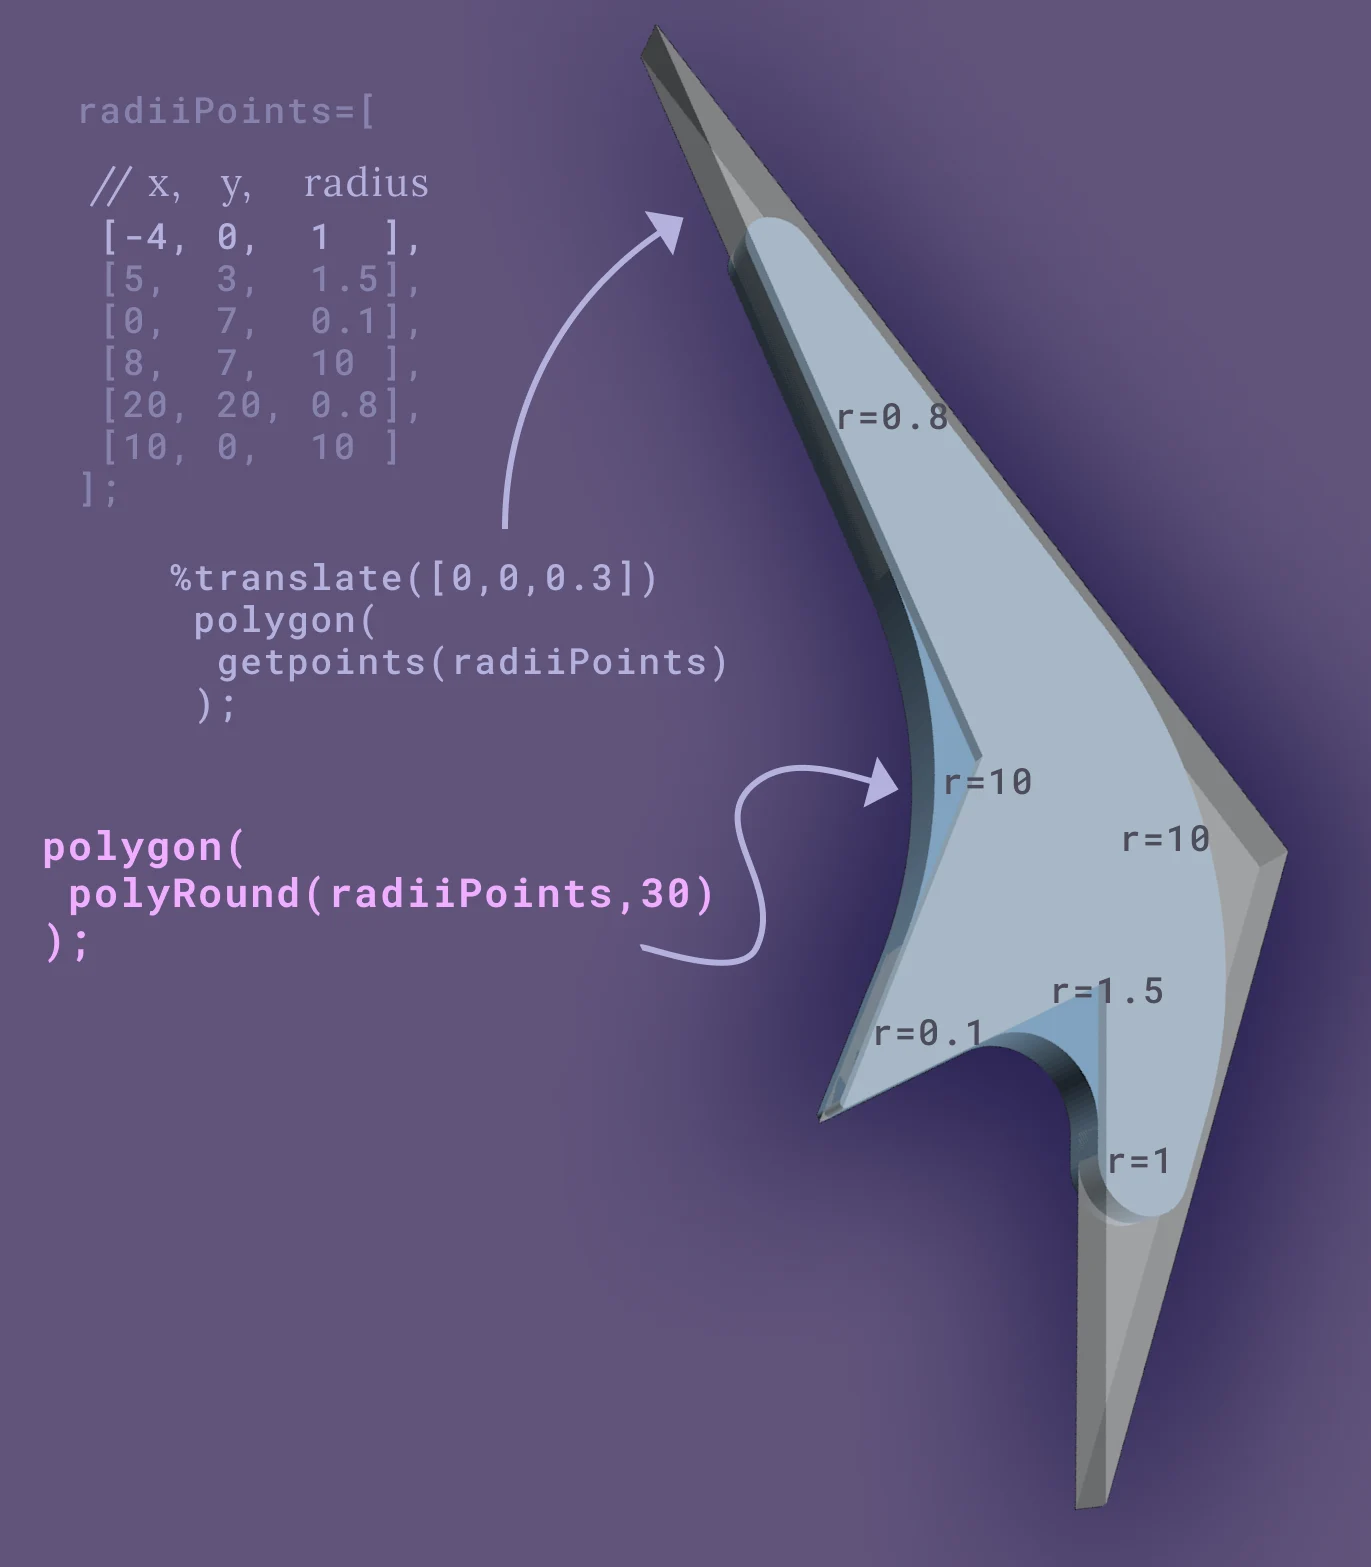 radiiPoints=[
// x, y, radius
[-4, 0, 1 ],
[5, 3, 1.5],
[0, 7, 0.1],
[8, 7, 10 ],
[20, 20, 0.8],
[10, 0, 10 ]
];
%translate([0,0,0.3])
polygon(
getpoints(radiiPoints)
);
polygon(
polyRound(radiiPoints,30)
);
r=0.8
r=10
r=10
r=1.5
r=0.1
r=1